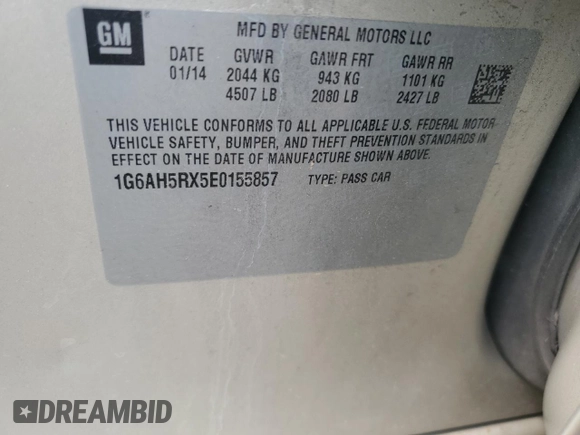 GM
MFD BY GENERAL MOTORS LLC
DATE GVWR GAWR FRT GAWR RR
01/14 2044 KG 943 KG 1101 KG
4507 LB 2080 LB 2427 LB
THIS VEHICLE CONFORMS TO ALL APPLICABLE U.S. FEDERAL MOTOR
VEHICLE SAFETY, BUMPER, AND THEFT PREVENTION STANDARDS IN
EFFECT ON THE DATE OF MANUFACTURE SHOWN ABOVE.
1G6AH5RX5E0155857 TYPE: PASS CAR
DREAMBID